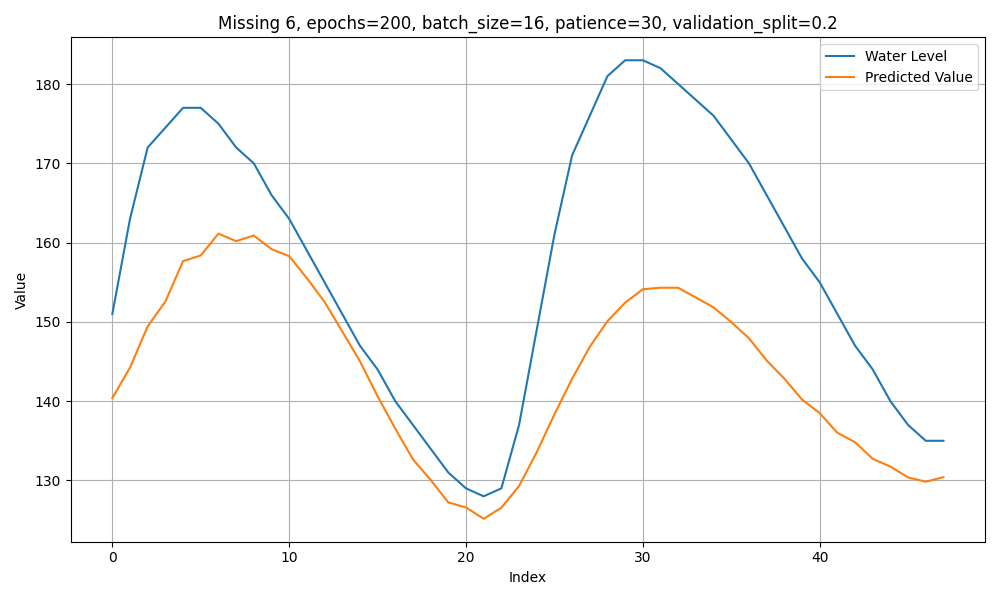 Missing 6, epochs=200, batch_size=16, patience=30, validation_split=0.2
Water Level
Predicted Value
Value
180
170
160
150
140
130
0
10
20
30
40
Index